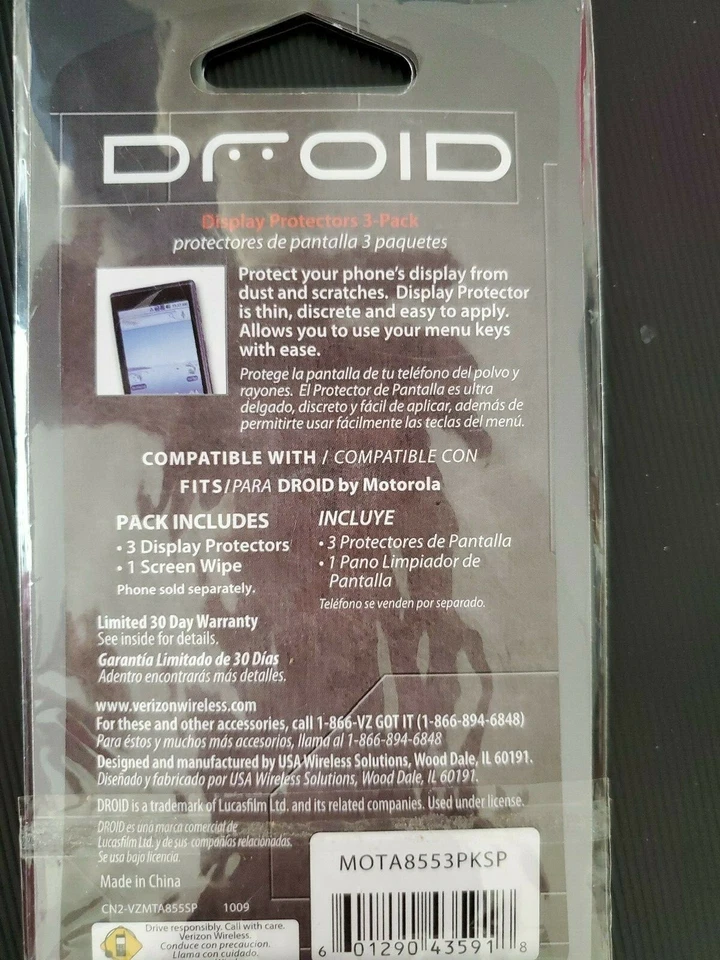 DROID
Display Protectors 3-Pack
protectores de pantalla 3 paquetes
Protect your phone's display from
dust and scratches. Display Protector
is thin, discrete and easy to apply.
Allows you to use your menu keys
with ease.
Protege la pantalla de tu teléfono del polvo y
rayones. El Protector de Pantalla es ultra
delgado, discreto y fácil de aplicar, además de
permitirte usar fácilmente las teclas del menú.
COMPATIBLE WITH / COMPATIBLE CON
FITS/PARA DROID by Motorola
PACK INCLUDES
• 3 Display Protectors
• 1 Screen Wipe
Phone sold separately.
INCLUYE
• 3 Protectores de Pantalla
• 1 Pano Limpiador de
Pantalla
Teléfono se venden por separado.
Limited 30 Day Warranty
See inside for details.
Garantía Limitado de 30 Días
Adentro encontrarás más detalles.
www.verizonwireless.com
For these and other accessories, call 1-866-VZ GOT IT (1-866-894-6848)
Para éstos y muchos más accesorios, llama al 1-866-894-6848
Designed and manufactured by USA Wireless Solutions, Wood Dale, IL 60191.
Diseñado y fabricado por USA Wireless Solutions, Wood Dale, IL 60191.
DROID is a trademark of Lucasfilm Ltd. and its related companies. Used under license.
DROID es una marca comercial de
Lucasfilm Ltd. y de sus compañías relacionadas.
Se usa bajo licencia.
Made in China
CN2-VZMTA855SP 1009
Drive responsibly. Call with care.
Verizon Wireless.
Conduce con precaucion.
Llama con cuidado.
MOTA8553PKSP
6 01290 43591 8